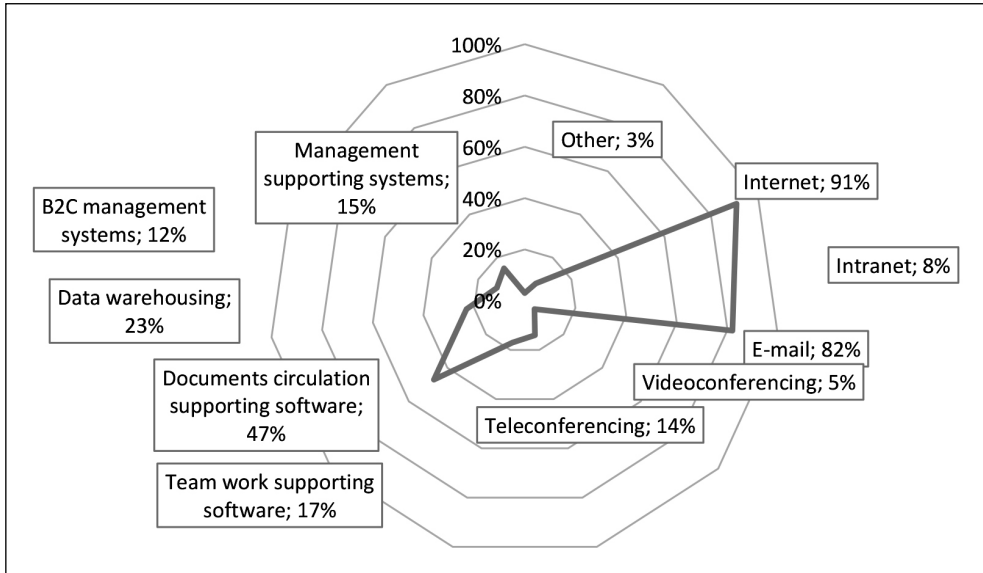 100%
80%
60%
40%
20%
0%
Other; 3%
Internet; 91%
Intranet; 8%
E-mail; 82%
Videoconferencing; 5%
Teleconferencing; 14%
Team work supporting
software; 17%
Documents circulation
supporting software;
47%
Data warehousing;
23%
B2C management
systems; 12%
Management
supporting systems;
15%